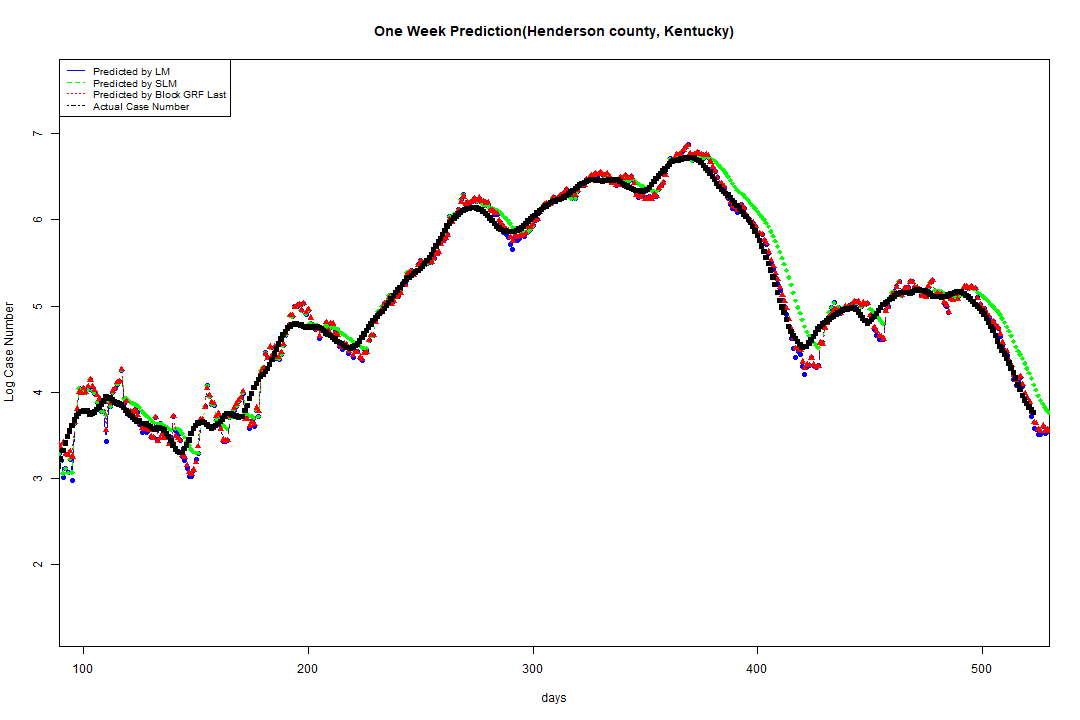 One Week Prediction(Henderson county, Kentucky)
Predicted by LM
Predicted by SLM
Predicted by Block GRF Last
Actual Case Number
Log Case Number
7
6
5
4
3
2
100 200 300 400 500
days